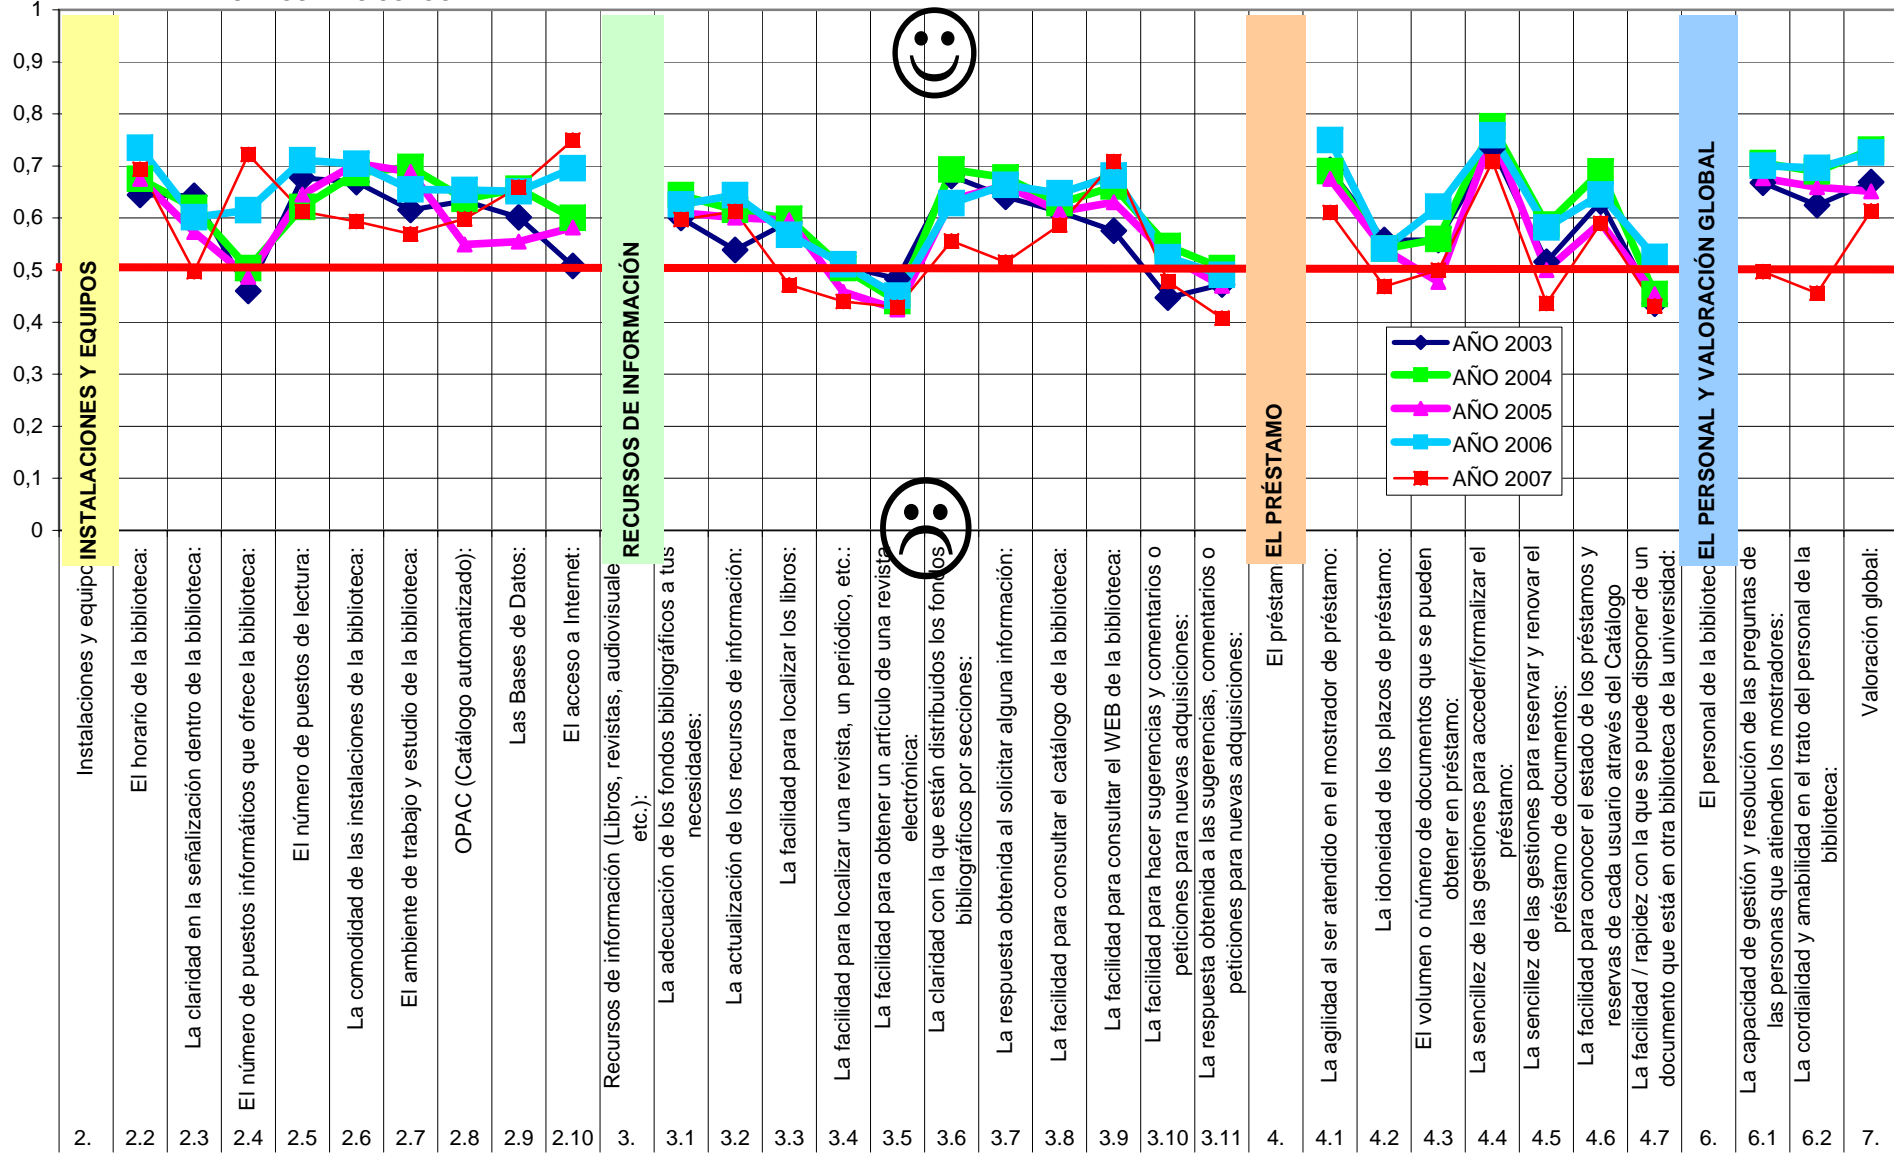 1
0,9
0,8
0,7
0,6
0,5
0,4
0,3
0,2
0,1
0
INSTALACIONES Y EQUIPOS
RECURSOS DE INFORMACIÓN
EL PRÉSTAMO
EL PERSONAL Y VALORACIÓN GLOBAL
AÑO 2003
AÑO 2004
AÑO 2005
AÑO 2006
AÑO 2007
Instalaciones y equipo
El horario de la biblioteca:
La claridad en la señalización dentro de la biblioteca:
El número de puestos informáticos que ofrece la biblioteca:
El número de puestos de lectura:
La comodidad de las instalaciones de la biblioteca:
El ambiente de trabajo y estudio de la biblioteca:
OPAC (Catálogo automatizado):
Las Bases de Datos:
El acceso a Internet:
Recursos de información (Libros, revistas, audiovisuale
etc.):
La adecuación de los fondos bibliográficos a tus
necesidades:
La actualización de los recursos de información:
La facilidad para localizar los libros:
La facilidad para localizar una revista, un periódico, etc.:
La facilidad para obtener un artículo de una revista
electrónica:
La claridad con la que están distribuidos los fondos
bibliográficos por secciones:
La respuesta obtenida al solicitar alguna información:
La facilidad para consultar el catálogo de la biblioteca:
La facilidad para consultar el WEB de la biblioteca:
La facilidad para hacer sugerencias y comentarios o
peticiones para nuevas adquisiciones:
La respuesta obtenida a las sugerencias, comentarios o
peticiones para nuevas adquisiciones:
El préstam
La agilidad al ser atendido en el mostrador de préstamo:
La idoneidad de los plazos de préstamo:
El volumen o número de documentos que se pueden
obtener en préstamo:
La sencillez de las gestiones para acceder/formalizar el
préstamo:
La sencillez de las gestiones para reservar y renovar el
préstamo de documentos:
La facilidad para conocer el estado de los préstamos y
reservas de cada usuario através del Catálogo
La facilidad / rapidez con la que se puede disponer de un
documento que está en otra biblioteca de la universidad:
El personal de la bibliotec
La capacidad de gestión y resolución de las preguntas de
las personas que atienden los mostradores:
La cordialidad y amabilidad en el trato del personal de la
biblioteca:
Valoración global:
2. 2.2 2.3 2.4 2.5 2.6 2.7 2.8 2.9 2.10 3. 3.1 3.2 3.3 3.4 3.5 3.6 3.7 3.8 3.9 3.10 3.11 4. 4.1 4.2 4.3 4.4 4.5 4.6 4.7 6. 6.1 6.2 7.